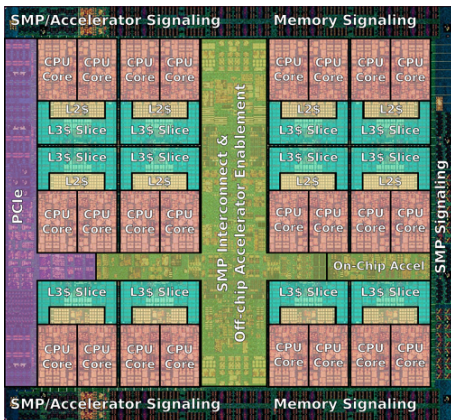 SMP/Accelerator Signaling
Memory Signaling
CPU Core
CPU Core
CPU Core
CPU Core
CPU Core
CPU Core
CPU Core
CPU Core
L2$
L2$
L2$
L2$
L3$ Slice
L3$ Slice
L3$ Slice
L3$ Slice
L3$ Slice
L3$ Slice
L3$ Slice
L3$ Slice
L2$
L2$
L2$
L2$
CPU Core
CPU Core
CPU Core
CPU Core
CPU Core
CPU Core
CPU Core
CPU Core
PCIe
SMP Interconnect &
Off-chip Accelerator Enablement
SMP Signaling
On-Chip Accel
L3$ Slice
L3$ Slice
L3$ Slice
L3$ Slice
CPU Core
CPU Core
CPU Core
CPU Core
CPU Core
CPU Core
CPU Core
CPU Core
SMP/Accelerator Signaling
Memory Signaling